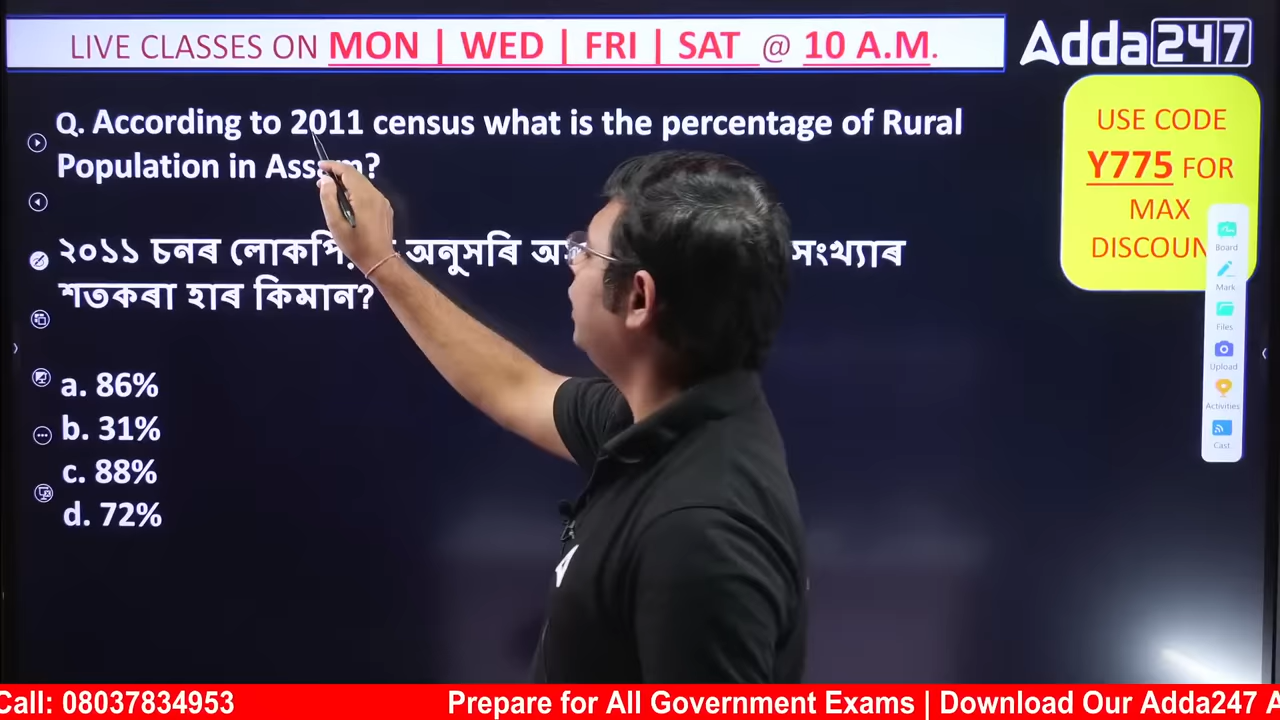 LIVE CLASSES ON MON | WED | FRI | SAT @ 10 A.M.
Adda247
USE CODE
Y775 FOR
MAX
DISCOUN
Q. According to 2011 census what is the percentage of Rural
Population in Assam?
২০১১ চনৰ লোকপি অনুসৰি সংখ্যাৰ
শতকৰা হাৰ কিমান?
a. 86%
b. 31%
c. 88%
d. 72%
Board
Mark
Files
Upload
Activities
Cast
Call: 08037834953 Prepare for All Government Exams | Download Our Adda247 A